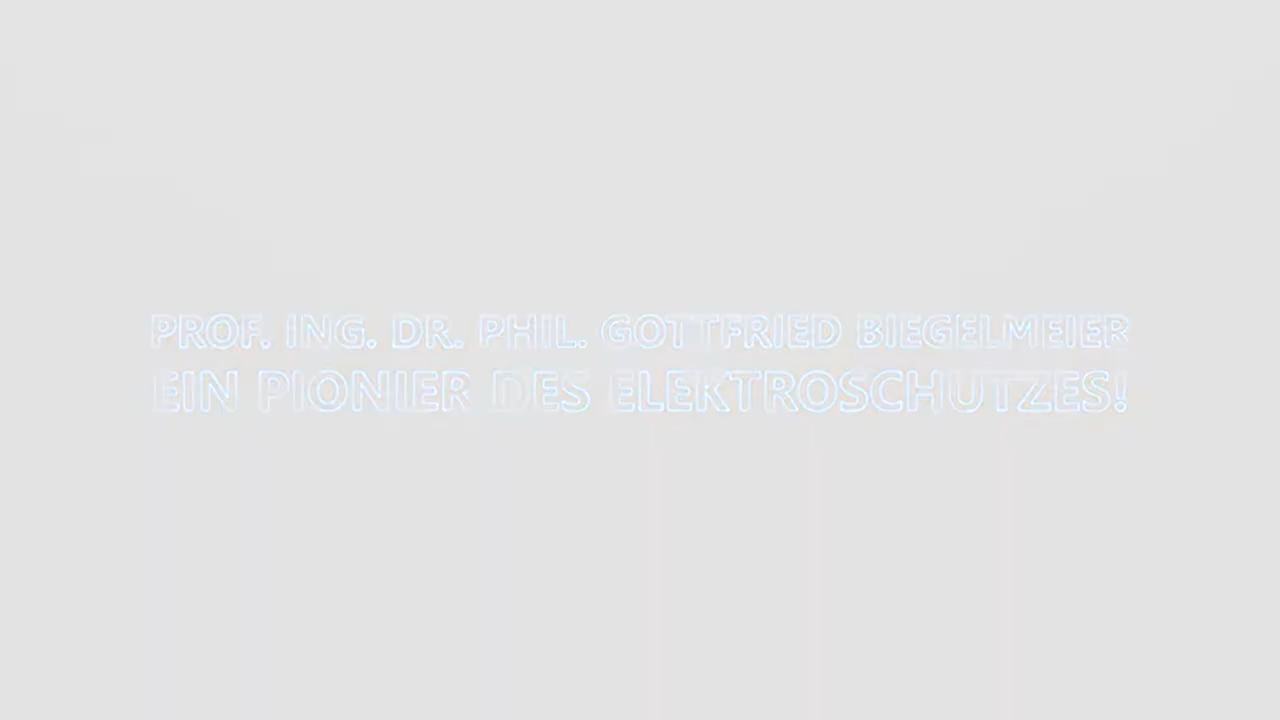 PROF. ING. DR. PHIL. GOTTFRIED BIEGELMEIER
EIN PIONIER DES ELEKTROSCHUTZES!